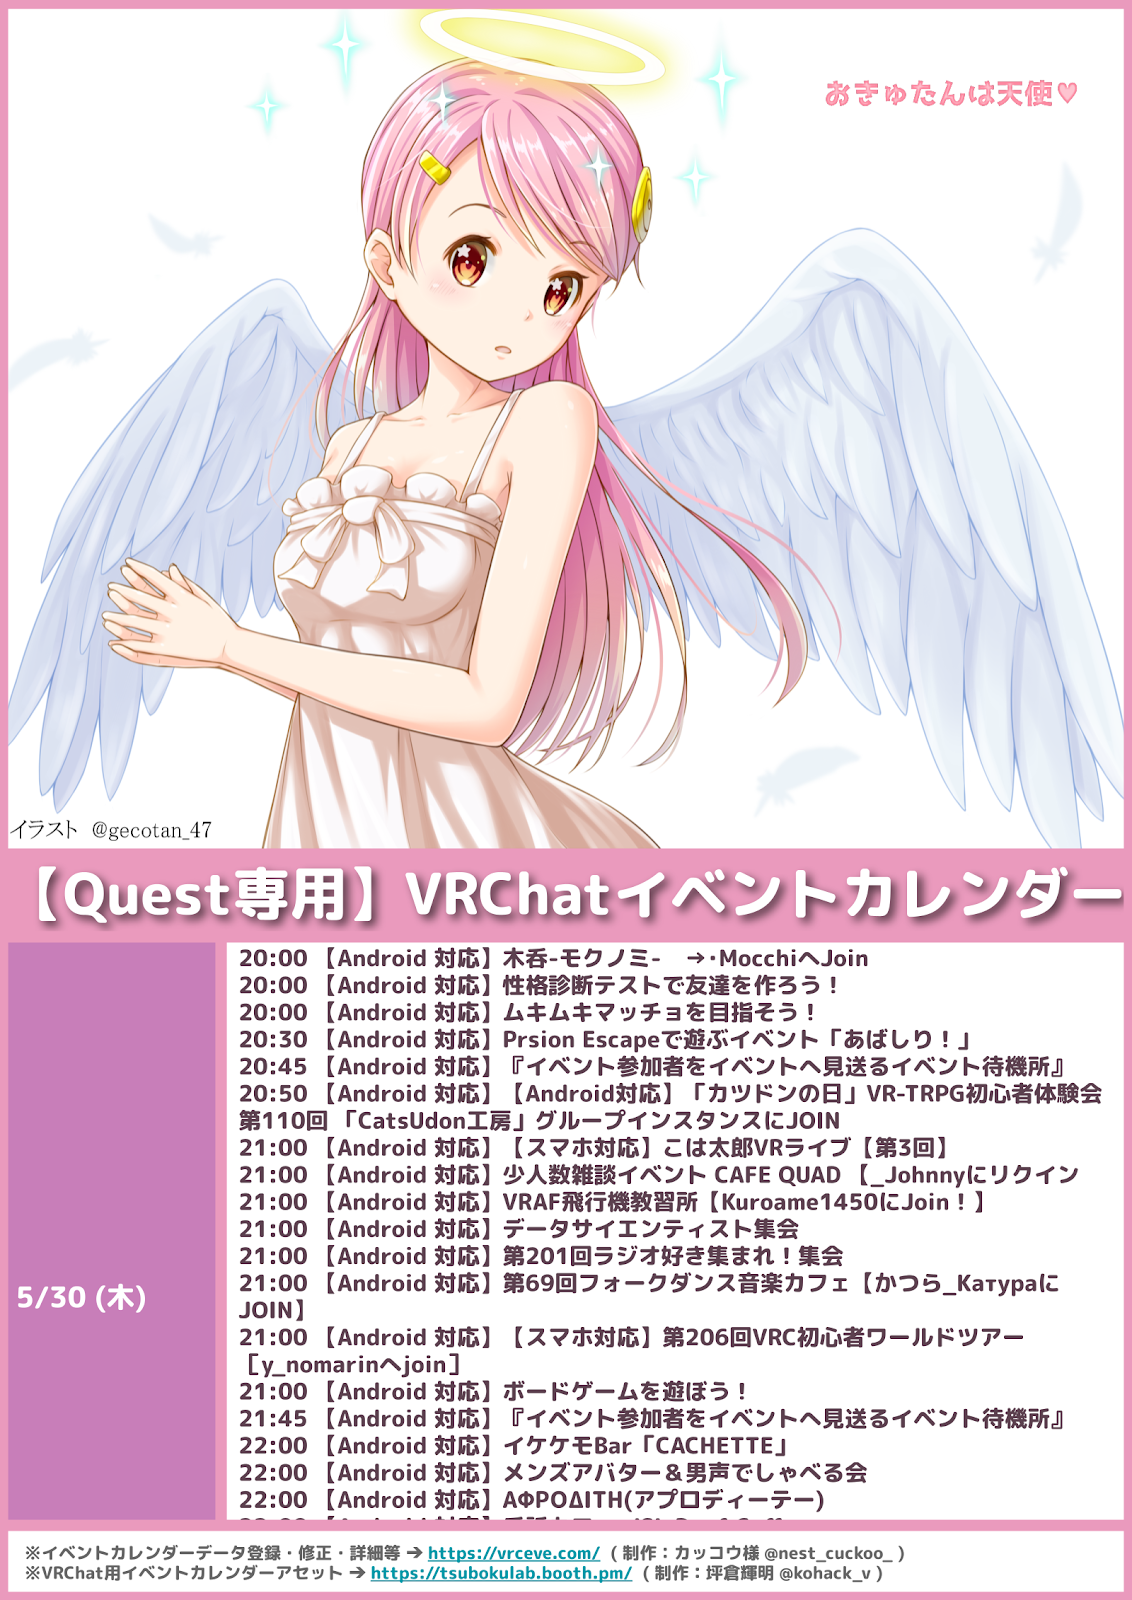 おきゅたんは天使♥
イラスト @gecotan_47
【Quest専用】VRChatイベントカレンダー
5/30 (木)
20:00 【Android 対応】木呑-モクノミ- →･MocchiへJoin
20:00 【Android 対応】性格診断テストで友達を作ろう！
20:00 【Android 対応】ムキムキマッチョを目指そう！
20:30 【Android 対応】Prsion Escapeで遊ぶイベント「あばしり！」
20:45 【Android 対応】『イベント参加者をイベントへ見送るイベント待機所』
20:50 【Android 対応】【Android対応】「カツドンの日」VR-TRPG初心者体験会
第110回 「CatsUdon工房」グループインスタンスにJOIN
21:00 【Android 対応】【スマホ対応】こは太郎VRライブ【第3回】
21:00 【Android 対応】少人数雑談イベント CAFE QUAD 【_Johnnyにリクイン
21:00 【Android 対応】VRAF飛行機教習所【Kuroame1450にJoin！】
21:00 【Android 対応】データサイエンティスト集会
21:00 【Android 対応】第201回ラジオ好き集まれ！集会
21:00 【Android 対応】第69回フォークダンス音楽カフェ【かつら_Катураに
JOIN】
21:00 【Android 対応】【スマホ対応】第206回VRC初心者ワールドツアー
［y_nomarinへjoin］
21:00 【Android 対応】ボードゲームを遊ぼう！
21:45 【Android 対応】『イベント参加者をイベントへ見送るイベント待機所』
22:00 【Android 対応】イケケモBar「CACHETTE」
22:00 【Android 対応】メンズアバター＆男声でしゃべる会
22:00 【Android 対応】ΑΦΡΟΔΙΤΗ(アプロディーテー)
※イベントカレンダーデータ登録・修正・詳細等 ➔ https://vrceve.com/ ( 制作：カッコウ様 @nest_cuckoo_ )
※VRChat用イベントカレンダーアセット ➔ https://tsubokulab.booth.pm/ ( 制作：坪倉輝明 @kohack_v )